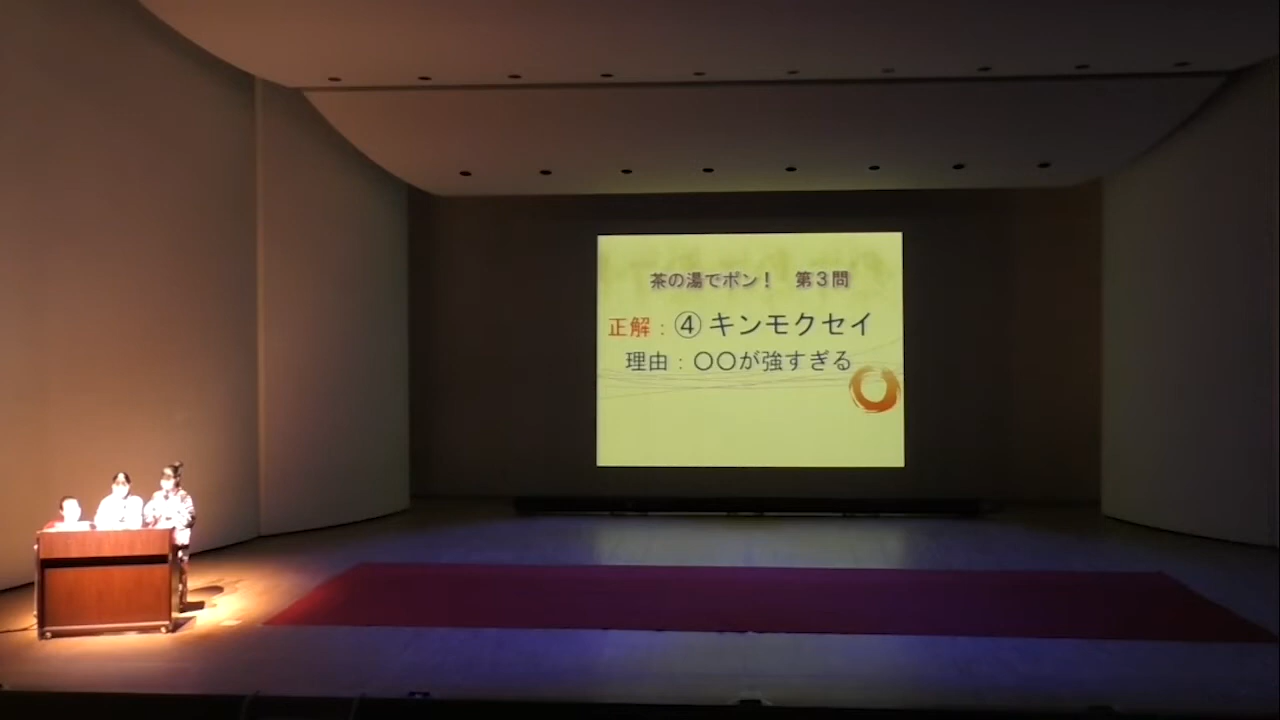 茶の湯でポン！　第３問
正解：④キンモクセイ
理由：〇〇が強すぎる